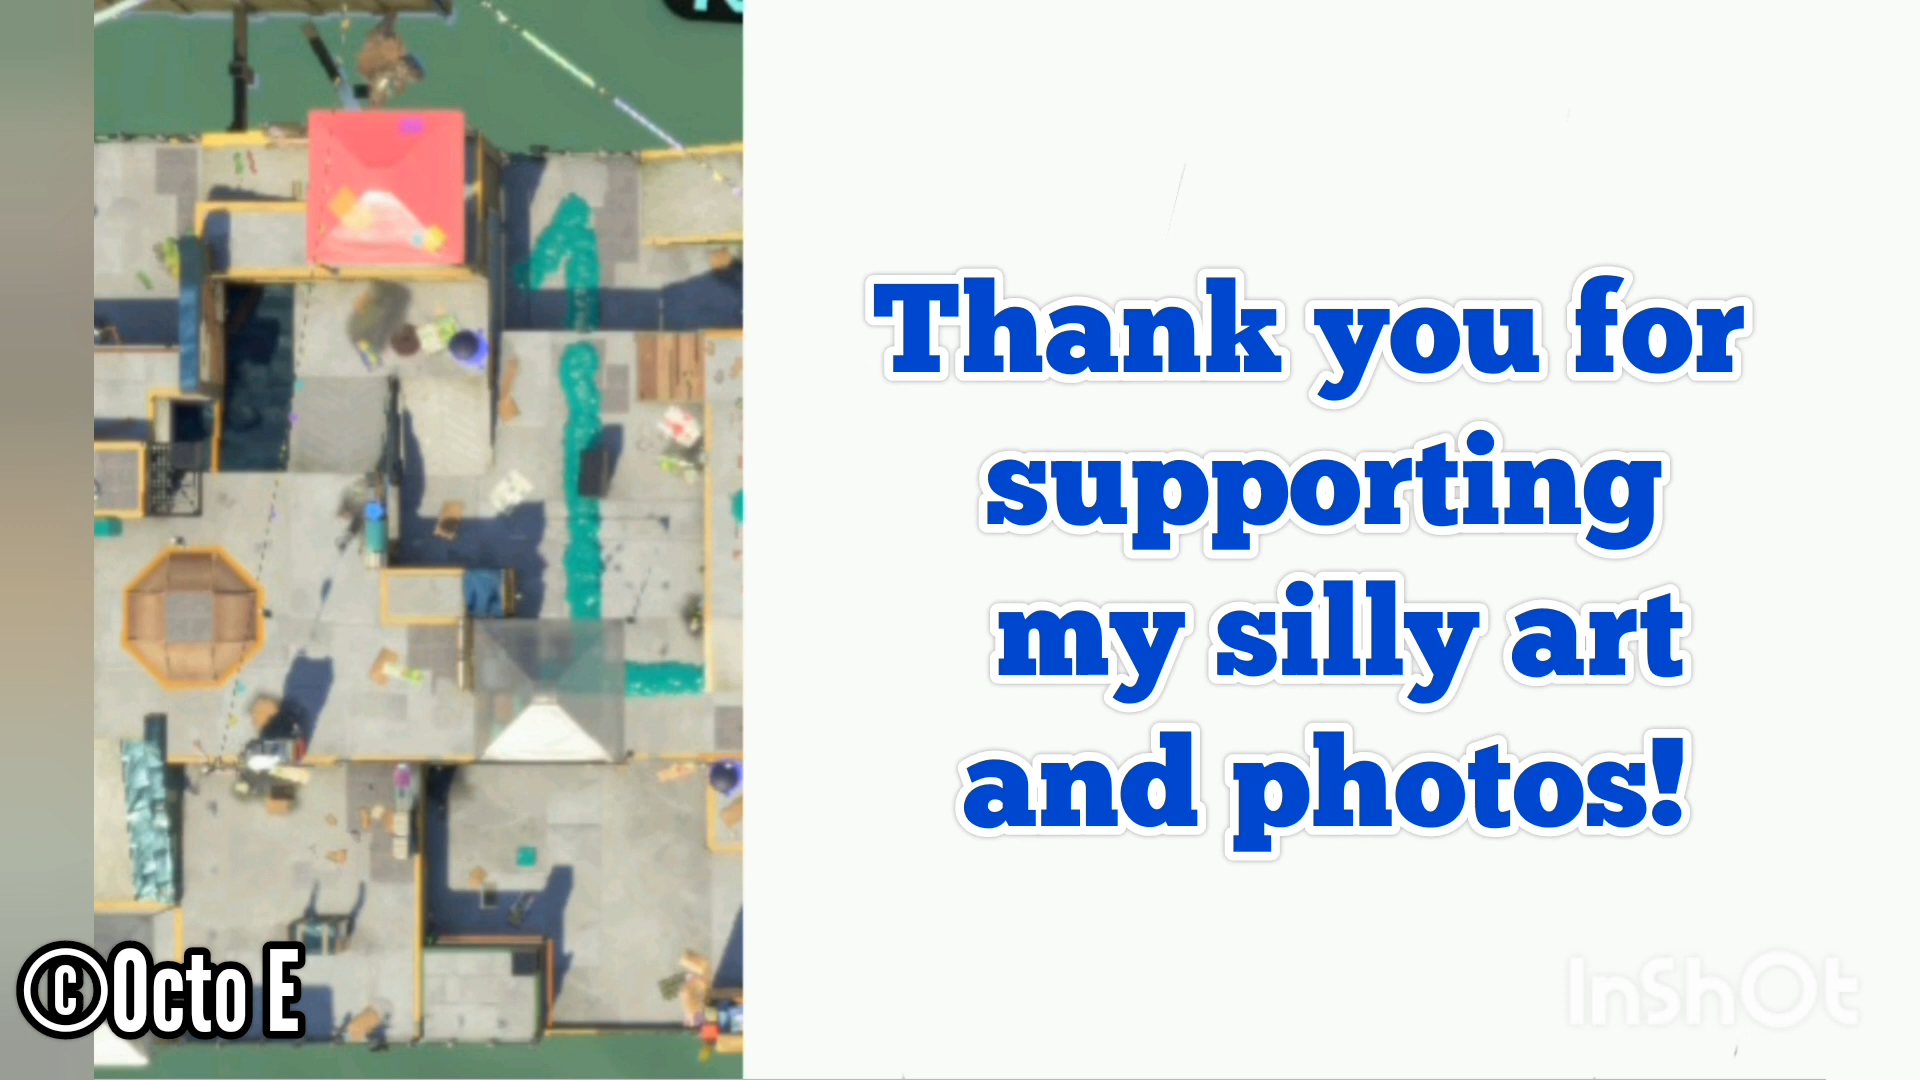 Thank you for
supporting
my silly art
and photos!
©Octo E
InShOt